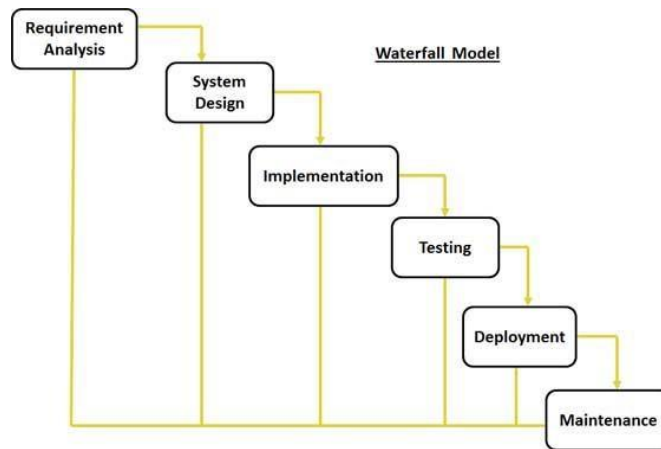 Requirement
Analysis
Waterfall Model
System
Design
Implementation
Testing
Deployment
Maintenance